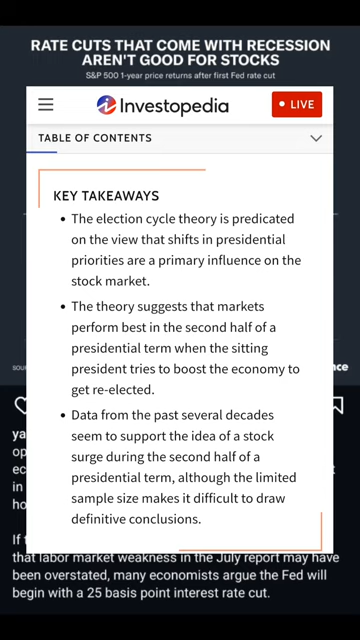 RATE CUTS THAT COME WITH RECESSION
AREN'T GOOD FOR STOCKS
S&P 500 1-year price returns after first Fed rate cut
Investopedia
LIVE
TABLE OF CONTENTS
KEY TAKEAWAYS
• The election cycle theory is predicated
on the view that shifts in presidential
priorities are a primary influence on the
stock market.
• The theory suggests that markets
perform best in the second half of a
presidential term when the sitting
president tries to boost the economy to
get re-elected.
• Data from the past several decades
seem to support the idea of a stock
surge during the second half of a
presidential term, although the limited
sample size makes it difficult to draw
definitive conclusions.
that labor market weakness in the July report may have
been overstated, many economists argue the Fed will
begin with a 25 basis point interest rate cut.